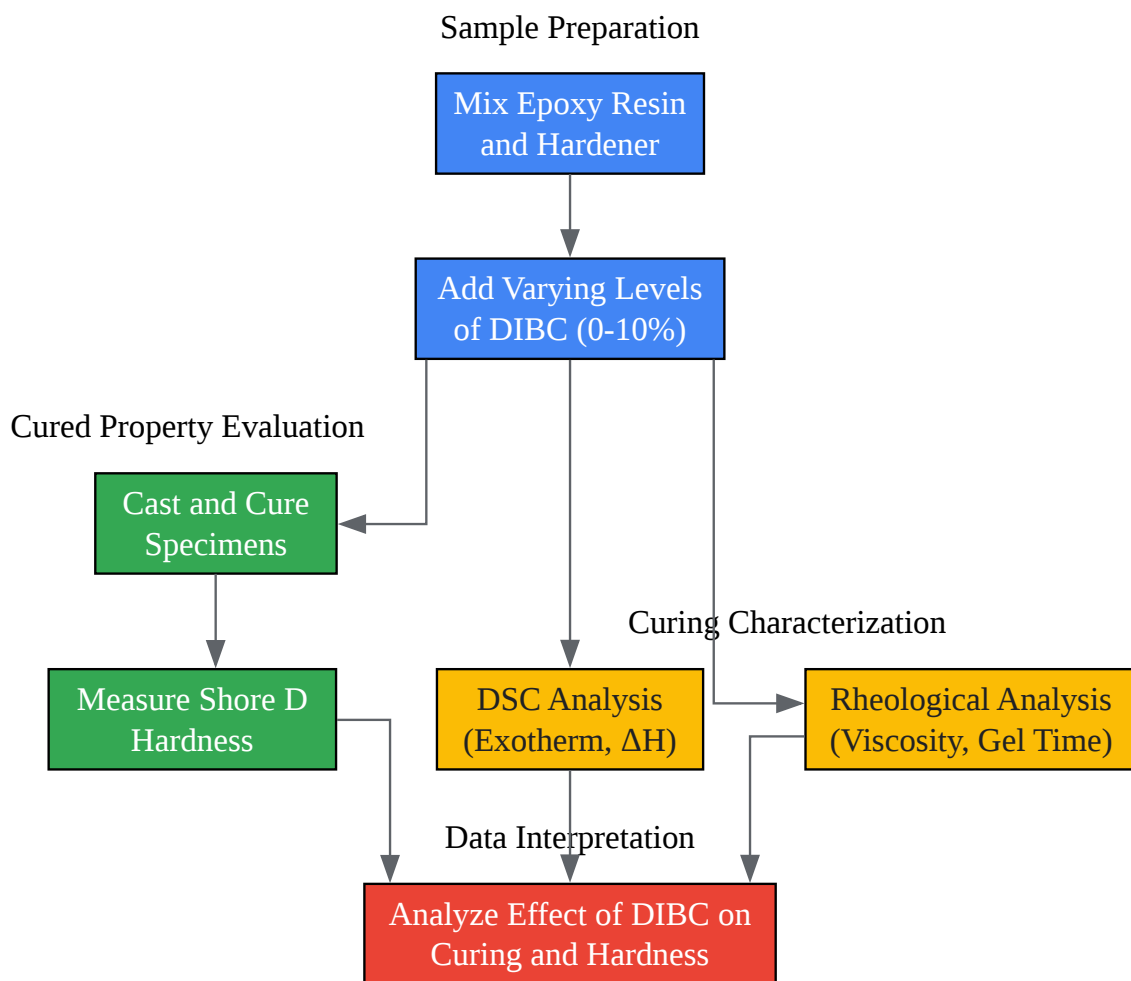 Sample Preparation
Mix Epoxy Resin
and Hardener
Add Varying Levels
of DIBC (0-10%)
Cured Property Evaluation
Cast and Cure
Specimens
Curing Characterization
Measure Shore D
Hardness
DSC Analysis
(Exotherm, ΔH)
Rheological Analysis
(Viscosity, Gel Time)
Data Interpretation
Analyze Effect of DIBC on
Curing and Hardness